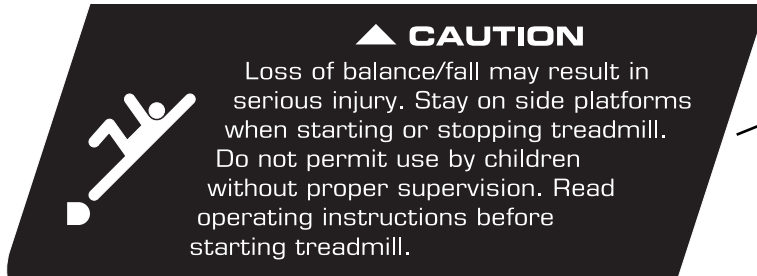 CAUTION
Loss of balance/fall may result in
serious injury. Stay on side platforms
when starting or stopping treadmill.
Do not permit use by children
without proper supervision. Read
operating instructions before
starting treadmill.